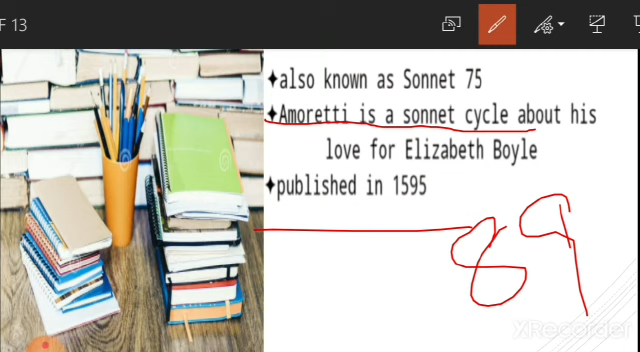 F 13
✦also known as Sonnet 75
✦Amoretti is a sonnet cycle about his
love for Elizabeth Boyle
✦published in 1595
89
XRecorder